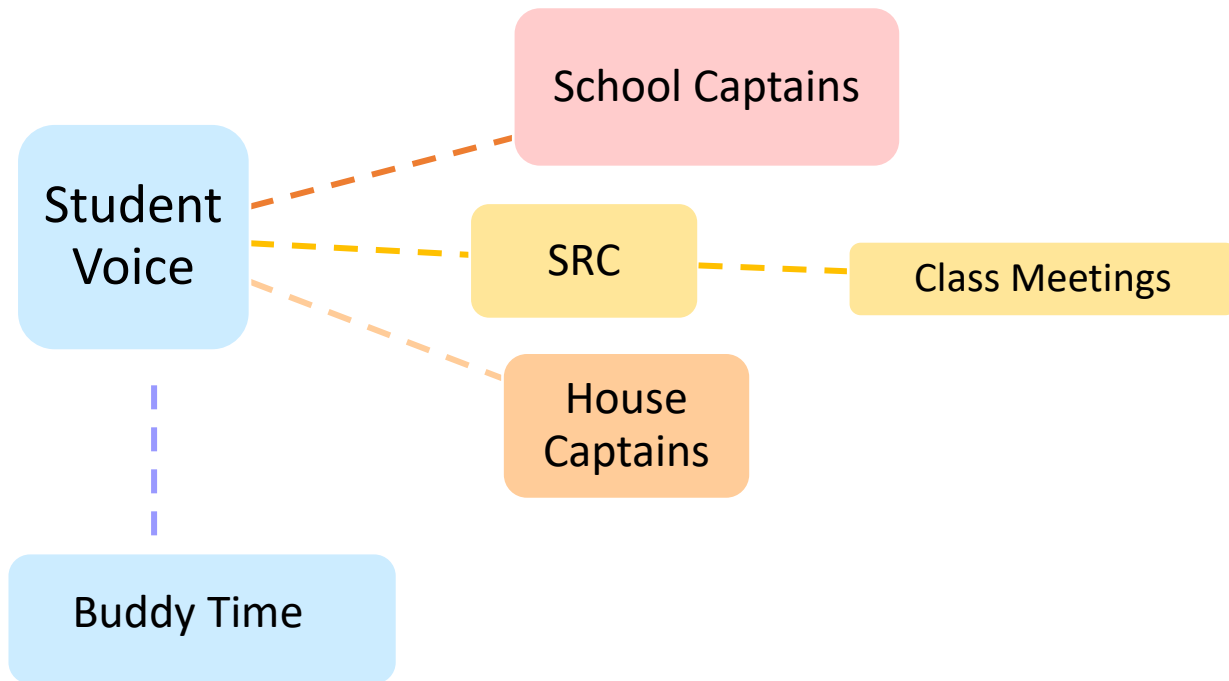 School Captains
Student
Voice
SRC
Class Meetings
House
Captains
Buddy Time